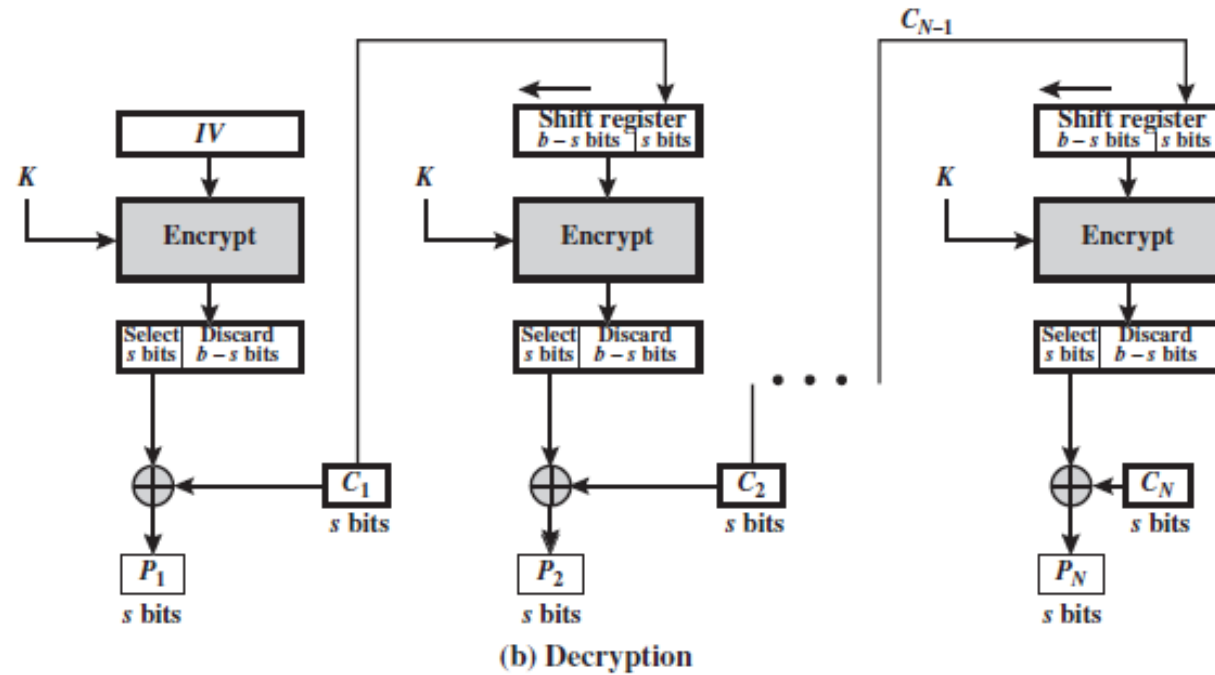 C_{N-1}
IV
Shift register
b – s bits s bits
Shift register
b – s bits s bits
K
K
K
Encrypt
Encrypt
Encrypt
Select Discard
s bits b – s bits
Select Discard
s bits b – s bits
Select Discard
s bits b – s bits
• • •
C_1
s bits
C_2
s bits
C_N
s bits
P_1
s bits
P_2
s bits
P_N
s bits
(b) Decryption